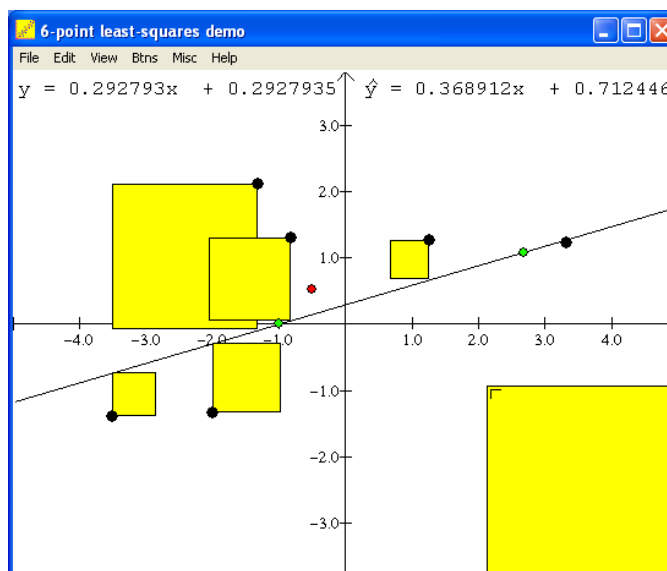 6-point least-squares demo
File Edit View Btns Misc Help
y = 0.292793x + 0.2927935
ŷ = 0.368912x + 0.712446
3.0
2.0
1.0
-4.0 -3.0 -2.0 -1.0 1.0 2.0 3.0 4.0
-1.0
-2.0
-3.0